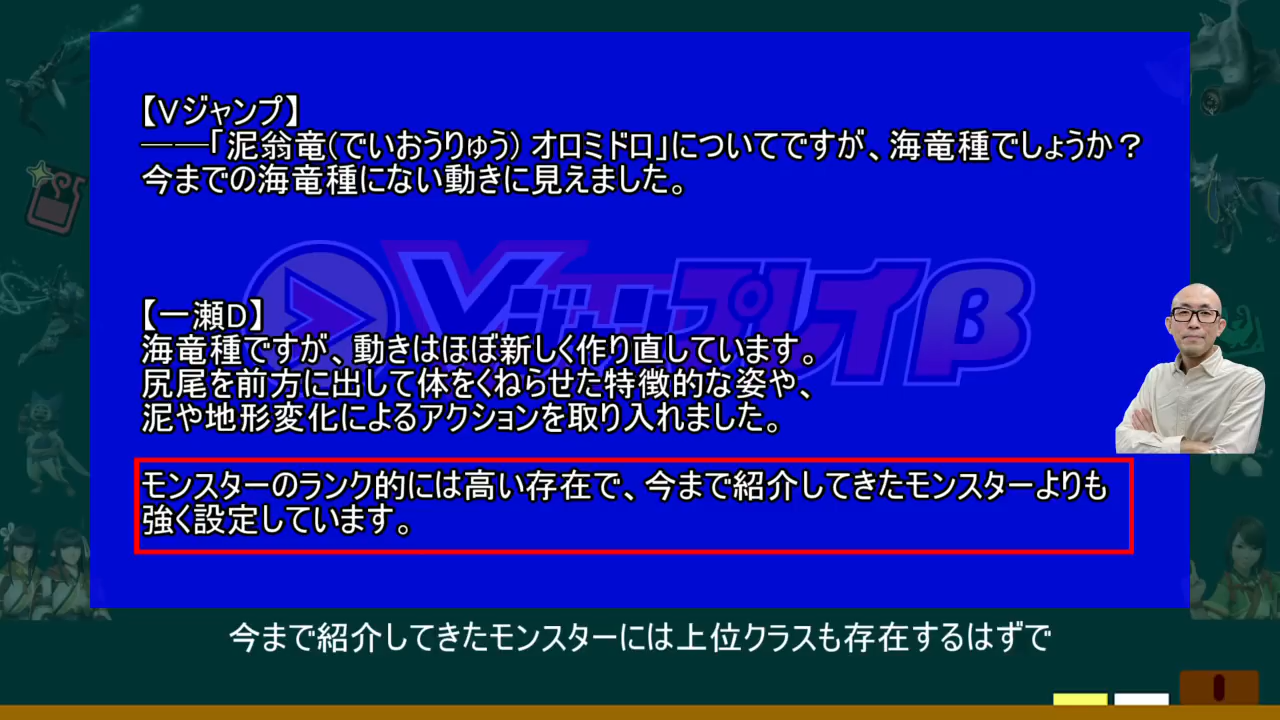 【Vジャンプ】
──「泥翁竜(でいおうりゅう) オロミドロ」についてですが、海竜種でしょうか？
今までの海竜種にない動きに見えました。
Vジャンプレイβ
【一瀬D】
海竜種ですが、動きはほぼ新しく作り直しています。
尻尾を前方に出して体をくねらせた特徴的な姿や、
泥や地形変化によるアクションを取り入れました。
モンスターのランク的には高い存在で、今まで紹介してきたモンスターよりも
強く設定しています。
今まで紹介してきたモンスターには上位クラスも存在するはずで